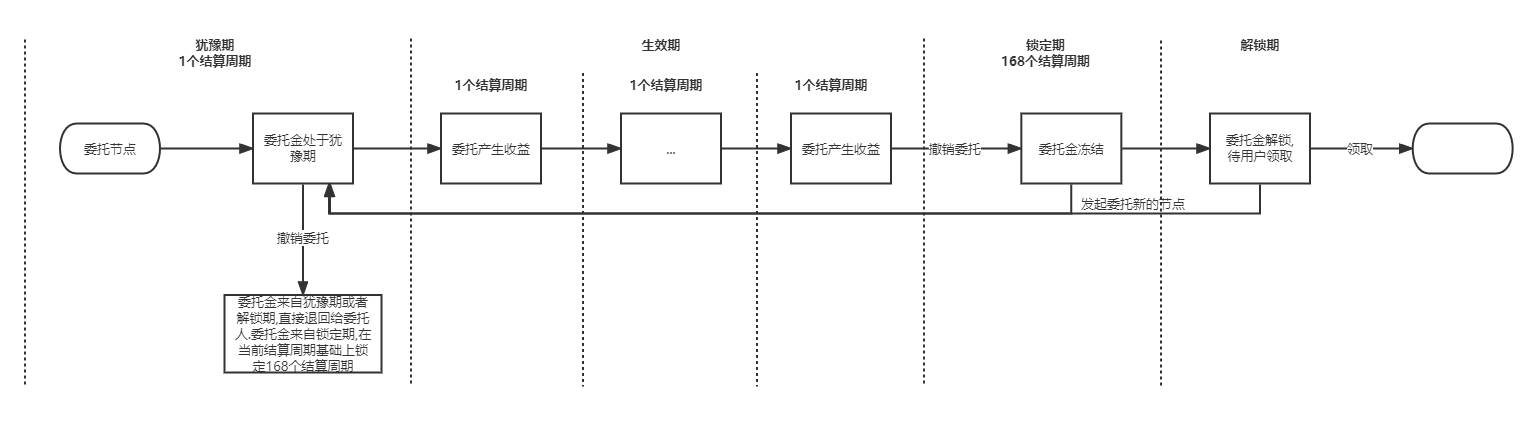 犹豫期
1个结算周期
生效期
锁定期
168个结算周期
解锁期
1个结算周期
1个结算周期
1个结算周期
委托节点
委托金处于犹
豫期
委托产生收益
...
委托产生收益
撤销委托
委托金冻结
委托金解锁,
待用户领取
领取
发起委托新的节点
撤销委托
委托金来自犹豫期或者
解锁期,直接退回给委托
人.委托金来自锁定期,在
当前结算周期基础上锁
定168个结算周期